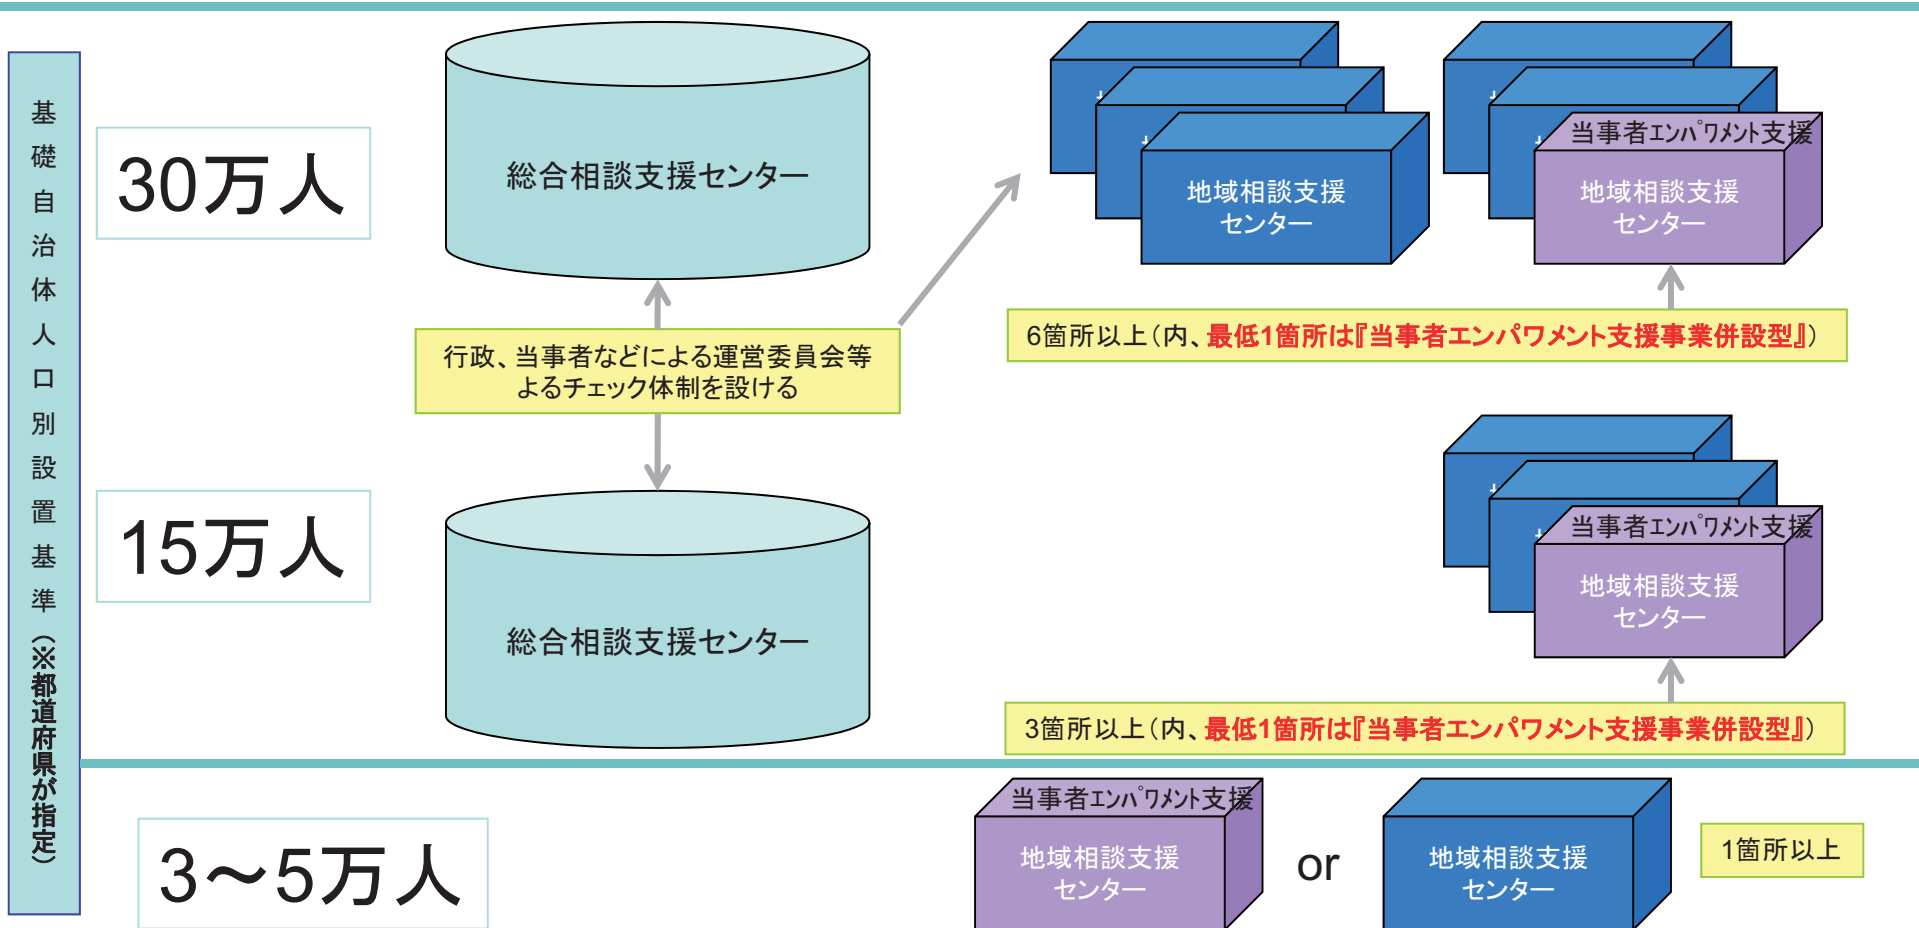 基礎自治体人口別設置基準(※都道府県が指定)
30万人
総合相談支援センター
地域相談支援
センター
当事者エンパワメント支援
地域相談支援
センター
6箇所以上(内、最低1箇所は『当事者エンパワメント支援事業併設型』)
行政、当事者などによる運営委員会等
よるチェック体制を設ける
15万人
総合相談支援センター
当事者エンパワメント支援
地域相談支援
センター
3箇所以上(内、最低1箇所は『当事者エンパワメント支援事業併設型』)
3～5万人
当事者エンパワメント支援
地域相談支援
センター
or
地域相談支援
センター
1箇所以上